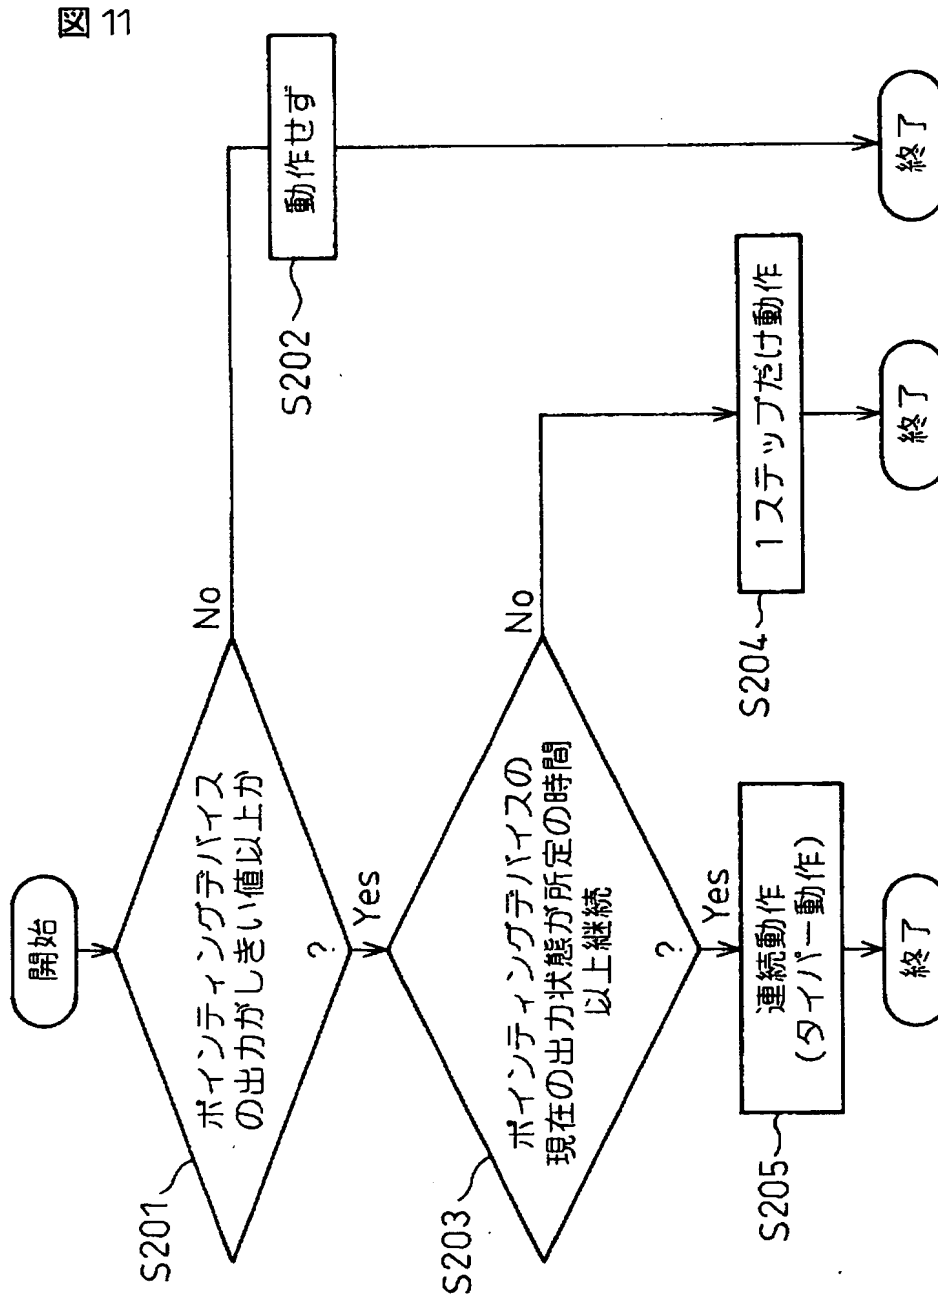 図11
開始
S201
ポインティングデバイス
の出力がしきい値以上か
?
No
Yes
S202
動作せず
終了
S203
ポインティングデバイスの
現在の出力状態が所定の時間
以上継続
?
No
Yes
S204
1ステップだけ動作
終了
S205
連続動作
(タイパー動作)
終了